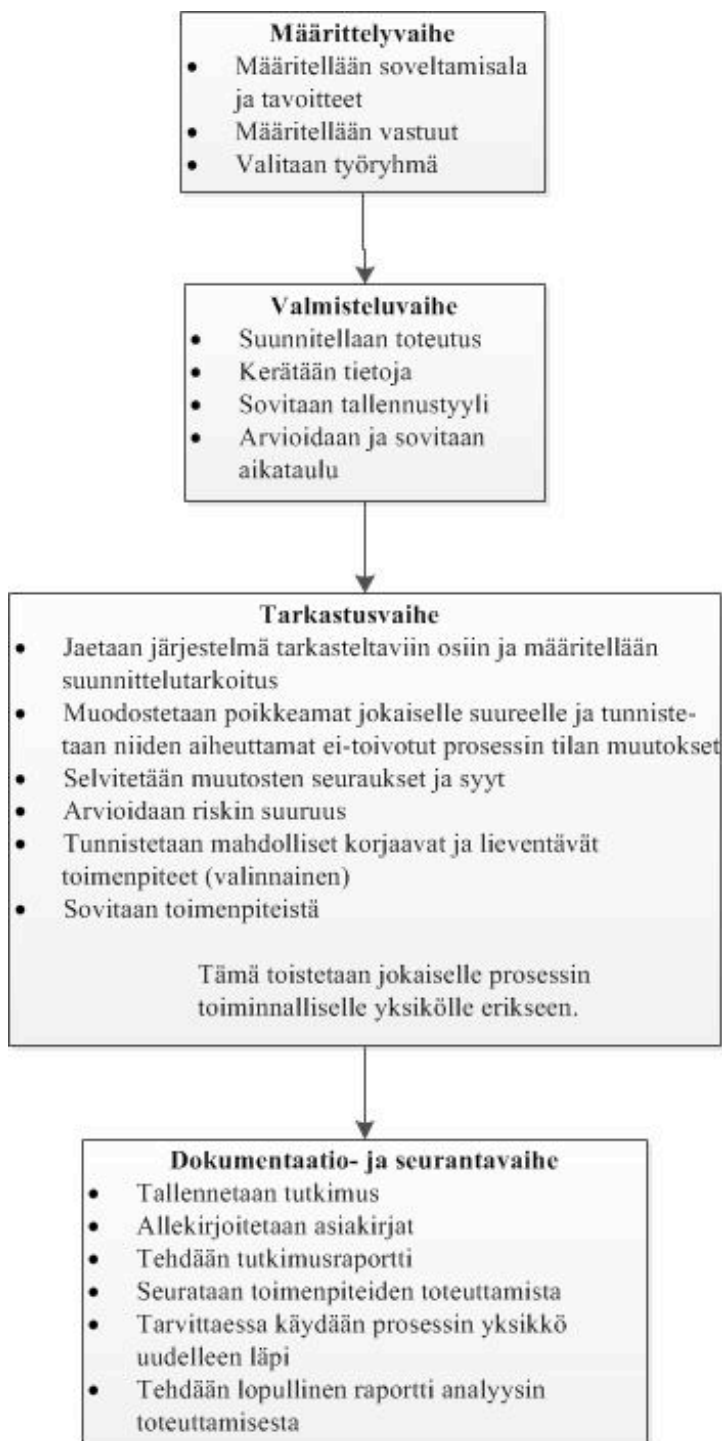 Määrittelyvaihe
• Määritellään soveltamisala
ja tavoitteet
• Määritellään vastuut
• Valitaan työryhmä
Valmisteluvaihe
• Suunnitellaan toteutus
• Kerätään tietoja
• Sovitaan tallennustyyli
• Arvioidaan ja sovitaan
aikataulu
Tarkastusvaihe
• Jaetaan järjestelmä tarkasteltaviin osiin ja määritellään
suunnittelutarkoitus
• Muodostetaan poikkeamat jokaiselle suureelle ja tunniste-
taan niiden aiheuttamat ei-toivotut prosessin tilan muutokset
• Selvitetään muutosten seuraukset ja syyt
• Arvioidaan riskin suuruus
• Tunnistetaan mahdolliset korjaavat ja lieventävät
toimenpiteet (valinnainen)
• Sovitaan toimenpiteistä
Tämä toistetaan jokaiselle prosessin
toiminnalliselle yksikölle erikseen.
Dokumentaatio- ja seurantavaihe
• Tallennetaan tutkimus
• Allekirjoitetaan asiakirjat
• Tehdään tutkimusraportti
• Seurataan toimenpiteiden toteuttamista
• Tarvittaessa käydään prosessin yksikkö
uudelleen läpi
• Tehdään lopullinen raportti analyysin
toteuttamisesta